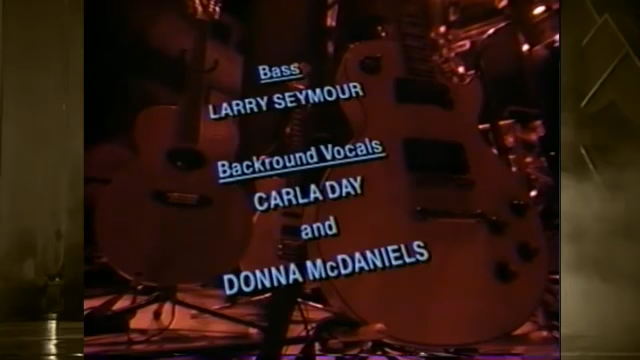 Bass
LARRY SEYMOUR
Backround Vocals
CARLA DAY
and
DONNA McDANIELS